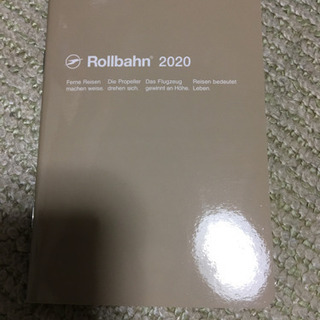 Rollbahn® 2020
Ferne Reisen Die Propeller Das Flugzeug Reisen bedeutet
machen weise. drehen sich. gewinnt an Höhe. Leben.